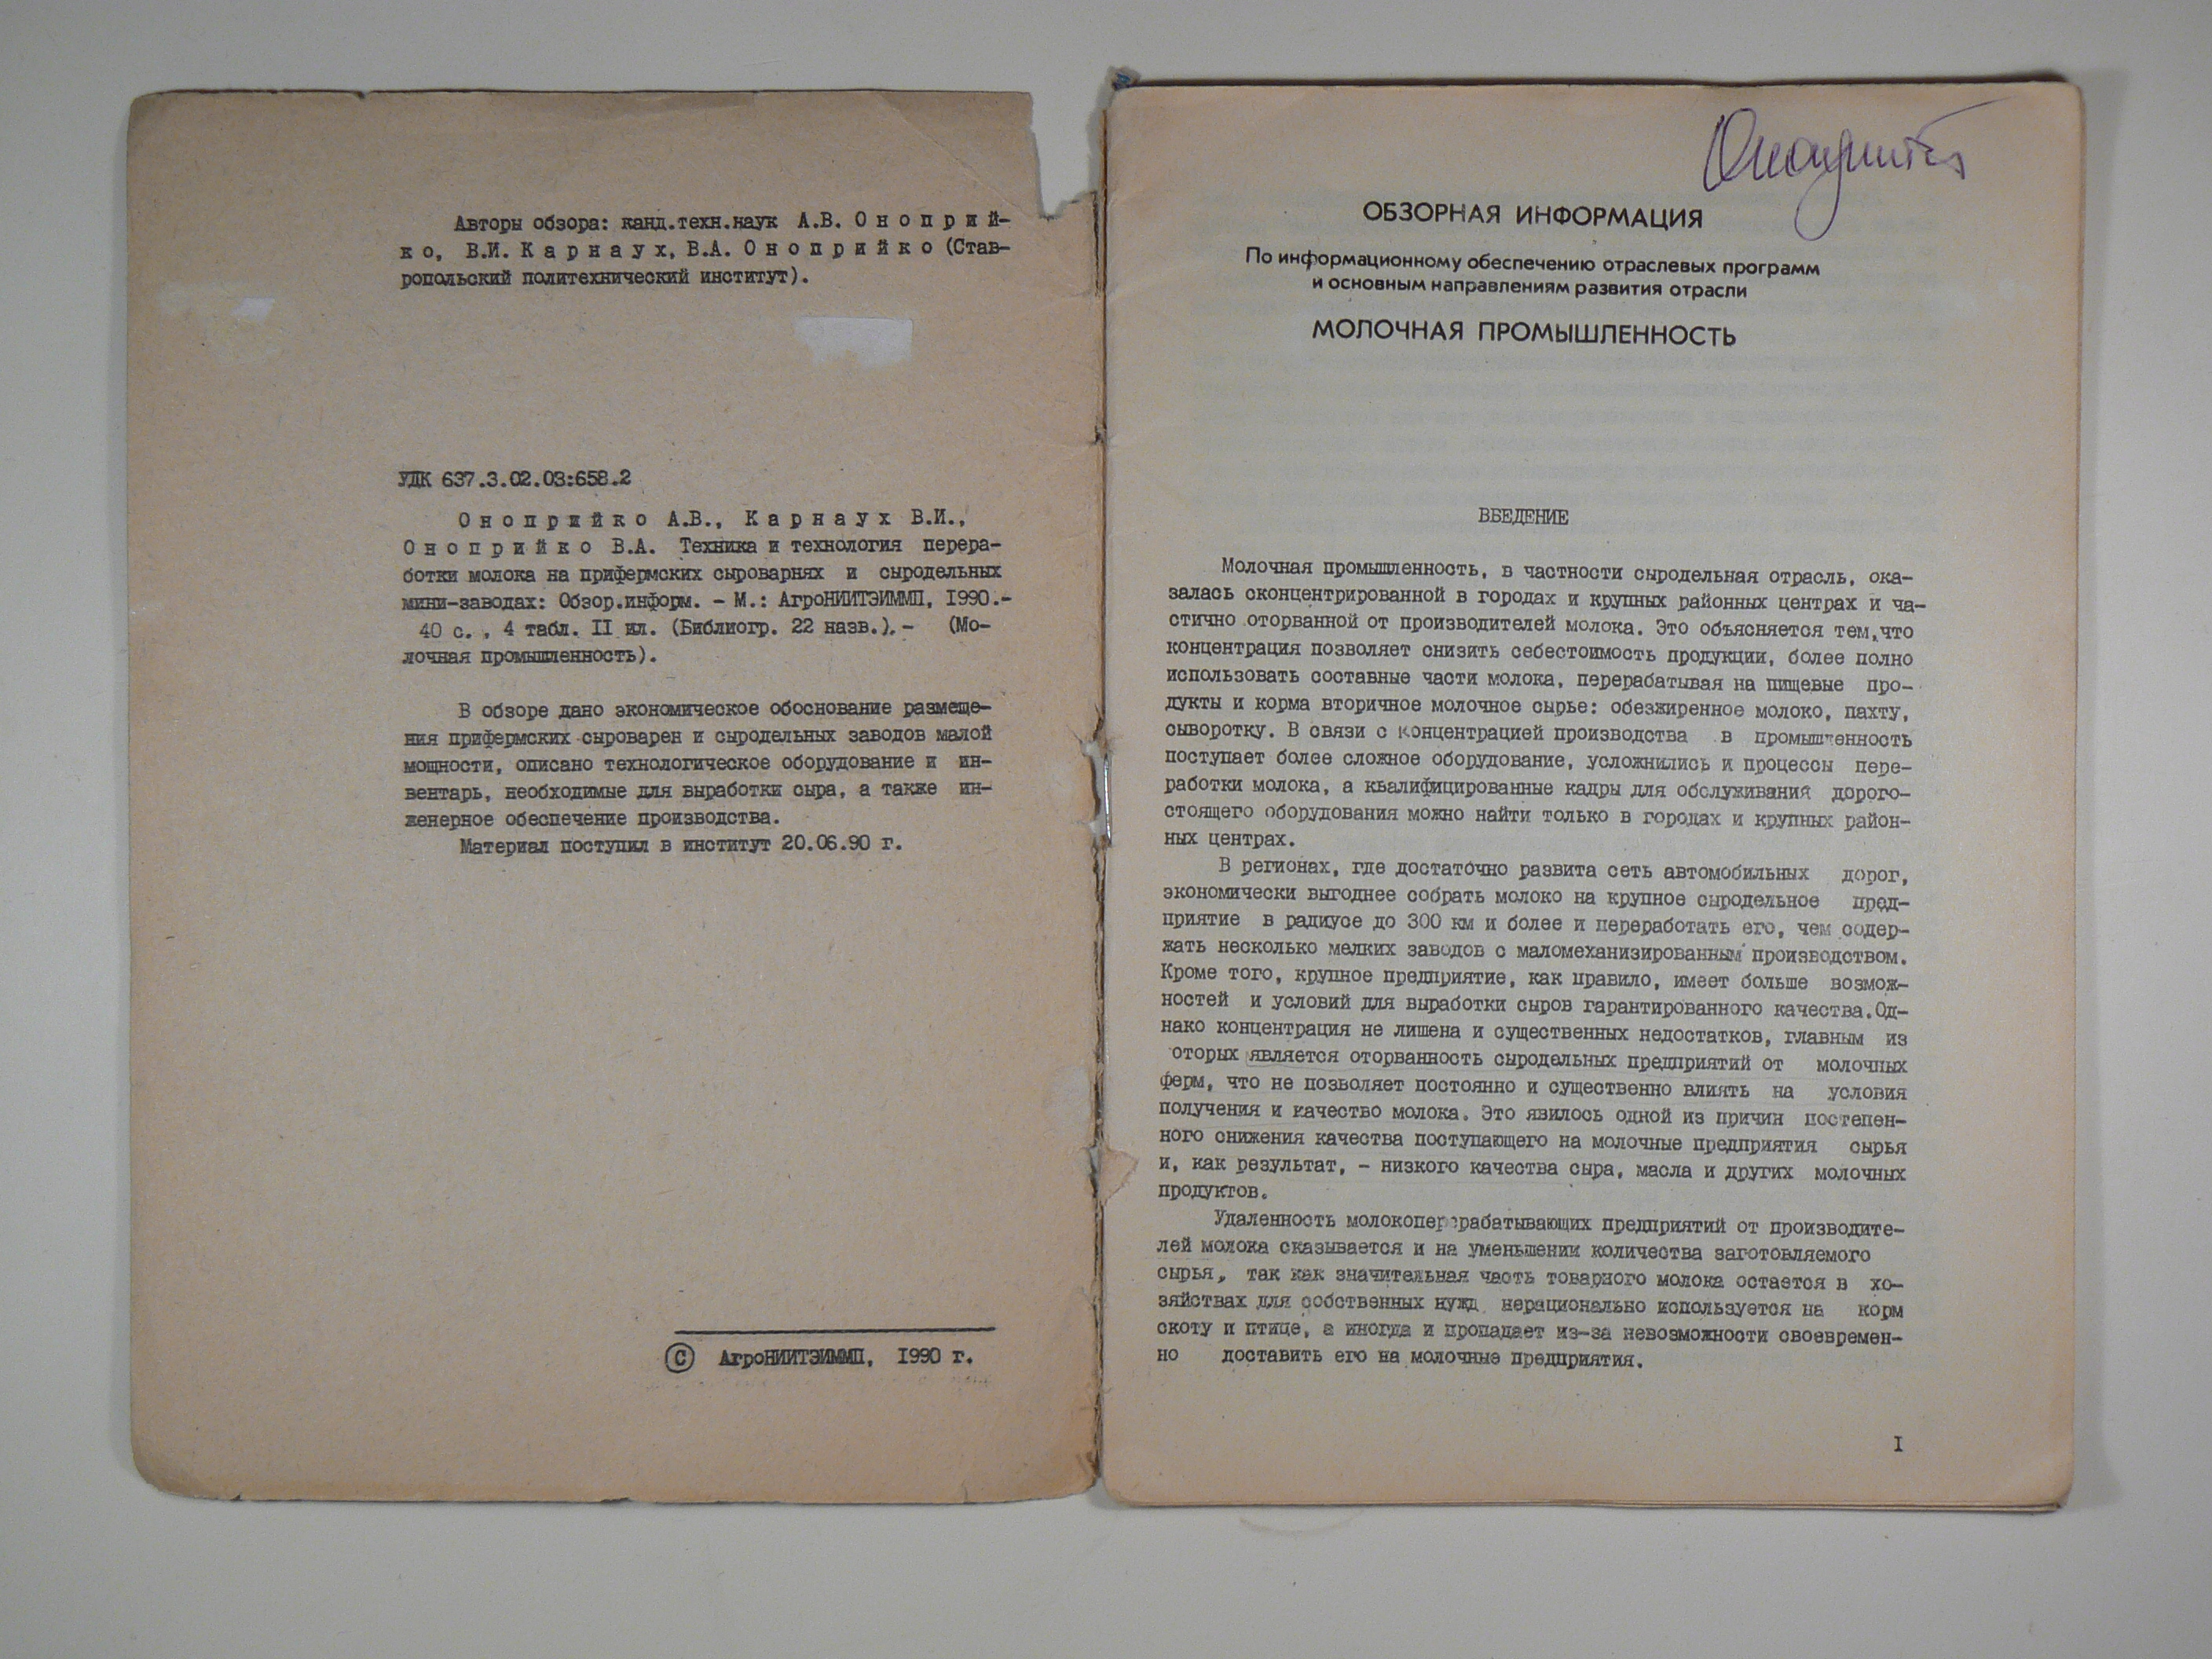 Авторы обзора: канд.техн.наук А.В. О н о п р и й-
к о, В.И. К а р н а у х, В.А. О н о п р и й к о (Став-
ропольский политехнический институт).
УДК 637.3.02.03:658.2
О н о п р и й к о А.В., К а р н а у х В.И.,
О н о п р и й к о В.А. Техника и технология перера-
ботки молока на прифермских сыроварнях и сыродельных
мини-заводах: Обзор.информ. - М.: АгроНИИТЭИММП, I990.-
40 с., 4 табл. II ил. (Библиогр. 22 назв.).- (Мо-
лочная промышленность).
В обзоре дано экономическое обоснование размеще-
ния прифермских сыроварен и сыродельных заводов малой
мощности, описано технологическое оборудование и ин-
вентарь, необходимые для выработки сыра, а также ин-
женерное обеспечение производства.
Материал поступил в институт 20.06.90 г.
© АгроНИИТЭИММП, I990 г.
ОБЗОРНАЯ ИНФОРМАЦИЯ
По информационному обеспечению отраслевых программ
и основным направлениям развития отрасли
МОЛОЧНАЯ ПРОМЫШЛЕННОСТЬ
ВВЕДЕНИЕ
Молочная промышленность, в частности сыродельная отрасль, ока-
залась сконцентрированной в городах и крупных районных центрах и ча-
стично оторванной от производителей молока. Это объясняется тем,что
концентрация позволяет снизить себестоимость продукции, более полно
использовать составные части молока, перерабатывая на пищевые про-
дукты и корма вторичное молочное сырье: обезжиренное молоко, пахту,
сыворотку. В связи с концентрацией производства в промышленность
поступает более сложное оборудование, усложнились и процессы пере-
работки молока, а квалифицированные кадры для обслуживания дорого-
стоящего оборудования можно найти только в городах и крупных район-
ных центрах.
В регионах, где достаточно развита сеть автомобильных дорог,
экономически выгоднее собрать молоко на крупное сыродельное пред-
приятие в радиусе до 300 км и более и переработать его, чем содер-
жать несколько мелких заводов с маломеханизированным производством.
Кроме того, крупное предприятие, как правило, имеет больше возмож-
ностей и условий для выработки сыров гарантированного качества.Од-
нако концентрация не лишена и существенных недостатков, главным из
оторых является оторванность сыродельных предприятий от молочных
ферм, что не позволяет постоянно и существенно влиять на условия
получения и качество молока. Это явилось одной из причин постепен-
ного снижения качества поступающего на молочные предприятия сырья
и, как результат, - низкого качества сыра, масла и других молочных
продуктов.
Удаленность молокоперерабатывающих предприятий от производите-
лей молока сказывается и на уменьшении количества заготовляемого
сырья, так как значительная часть товарного молока остается в хо-
зяйствах для собственных нужд нерационально используется на корм
скоту и птице, а иногда и пропадает из-за невозможности своевремен-
но доставить его на молочные предприятия.
I